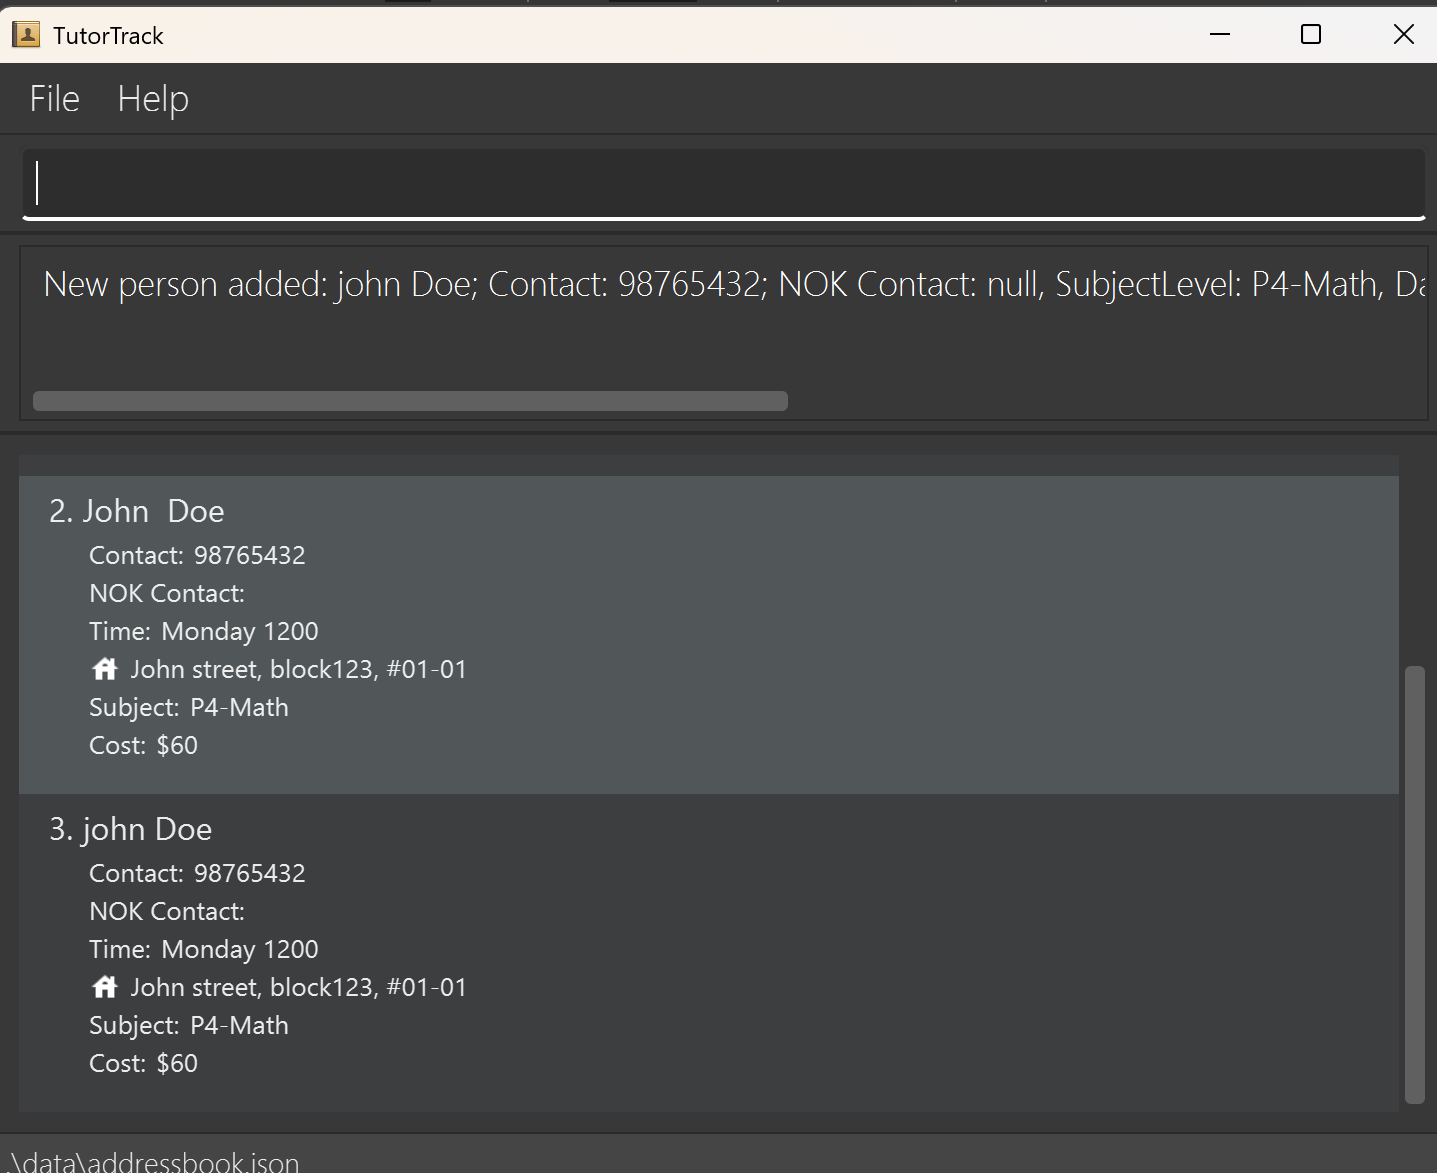 TutorTrack
File Help
New person added: john Doe; Contact: 98765432; NOK Contact: null, SubjectLevel: P4-Math, Da
2. John  Doe
Contact: 98765432
NOK Contact:
Time: Monday 1200
John street, block123, #01-01
Subject: P4-Math
Cost: $60
3. john Doe
Contact: 98765432
NOK Contact:
Time: Monday 1200
John street, block123, #01-01
Subject: P4-Math
Cost: $60
.\data\addressbook.json